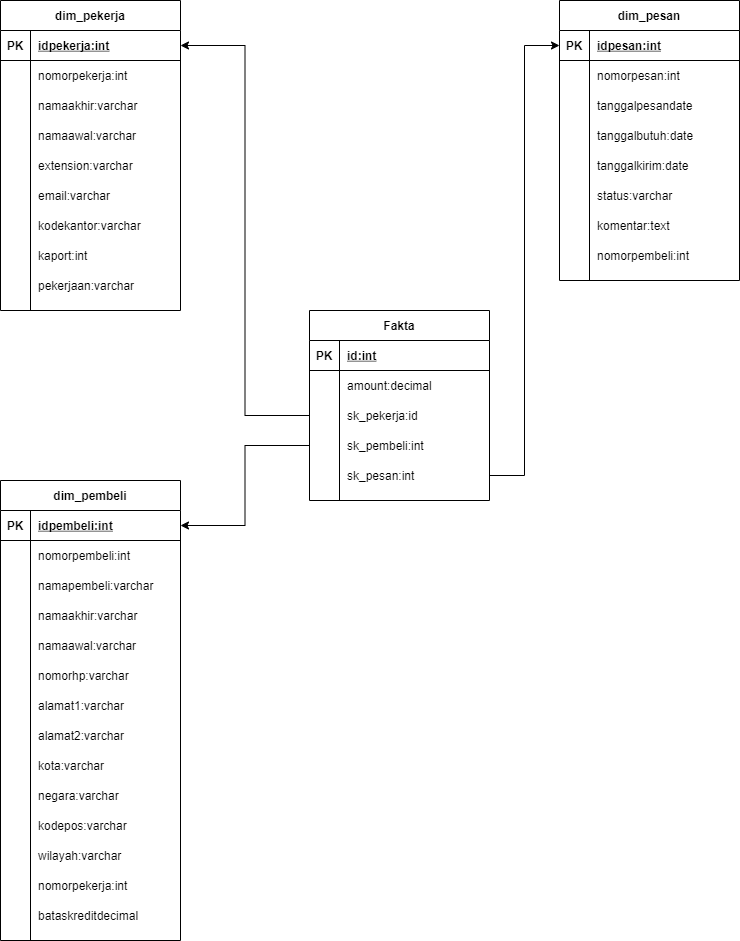 dim_pekerja
PK idpekerja:int
nomorpekerja:int
namaakhir:varchar
namaawal:varchar
extension:varchar
email:varchar
kodekantor:varchar
kaport:int
pekerjaan:varchar
dim_pesan
PK idpesan:int
nomorpesan:int
tanggalpesandate
tanggalbutuh:date
tanggalkirim:date
status:varchar
komentar:text
nomorpembeli:int
Fakta
PK id:int
amount:decimal
sk_pekerja:id
sk_pembeli:int
sk_pesan:int
dim_pembeli
PK idpembeli:int
nomorpembeli:int
namapembeli:varchar
namaakhir:varchar
namaawal:varchar
nomorhp:varchar
alamat1:varchar
alamat2:varchar
kota:varchar
negara:varchar
kodepos:varchar
wilayah:varchar
nomorpekerja:int
bataskreditdecimal